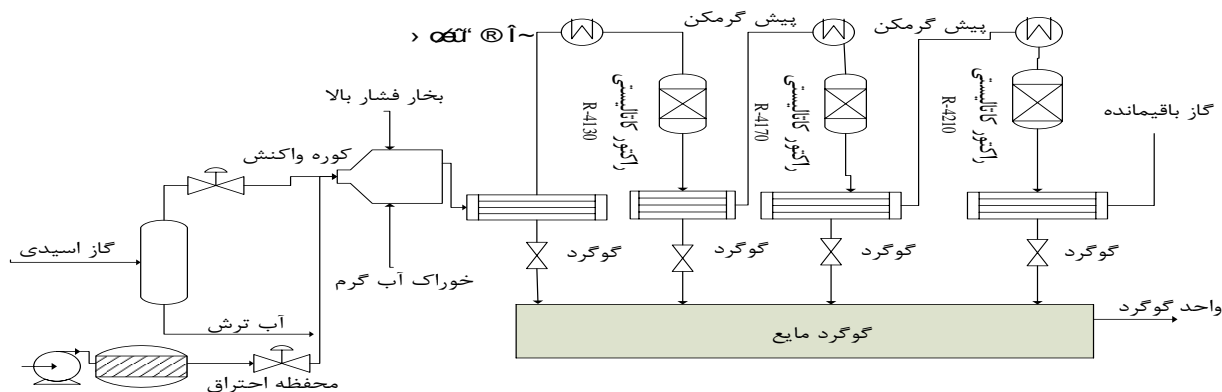 پیش گرمکن
پیش گرمکن
بخار فشار بالا
راکتور کاتالیستی
R-4130
راکتور کاتالیستی
R-4170
راکتور کاتالیستی
R-4210
گاز باقیمانده
کوره واکنش
گاز اسیدی
خوراک آب گرم
گوگرد
گوگرد
گوگرد
گوگرد
آب ترش
گوگرد مایع
واحد گوگرد
محفظه احتراق